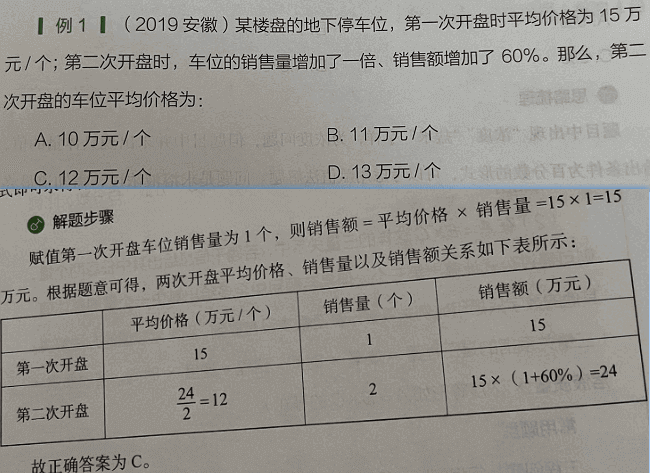 例1 （2019 安徽）某楼盘的地下停车位，第一次开盘时平均价格为 15 万
元/个；第二次开盘时，车位的销售量增加了一倍、销售额增加了 60%。那么，第二
次开盘的车位平均价格为：
A. 10 万元/个 B. 11 万元/个
C. 12 万元/个 D. 13 万元/个
解题步骤
赋值第一次开盘车位销售量为 1 个，则销售额 = 平均价格 × 销售量 =15×1=15
万元。根据题意可得，两次开盘平均价格、销售量以及销售额关系如下表所示：
平均价格（万元/个） 销售量（个） 销售额（万元）
第一次开盘 15 1 15
第二次开盘 24/2=12 2 15×（1+60%）=24
故正确答案为 C。